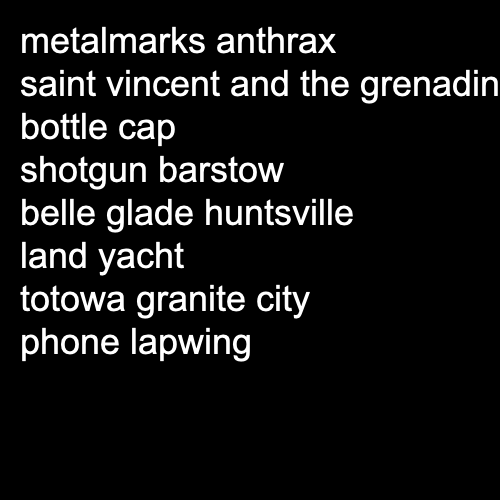 metalmarks anthrax
saint vincent and the grenadin
bottle cap
shotgun barstow
belle glade huntsville
land yacht
totowa granite city
phone lapwing